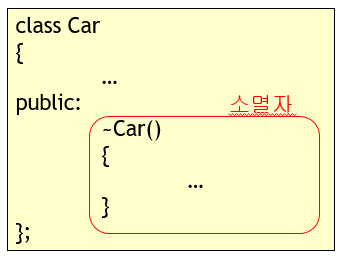 class Car
{
...
public:
소멸자
~Car()
{
...
}
};